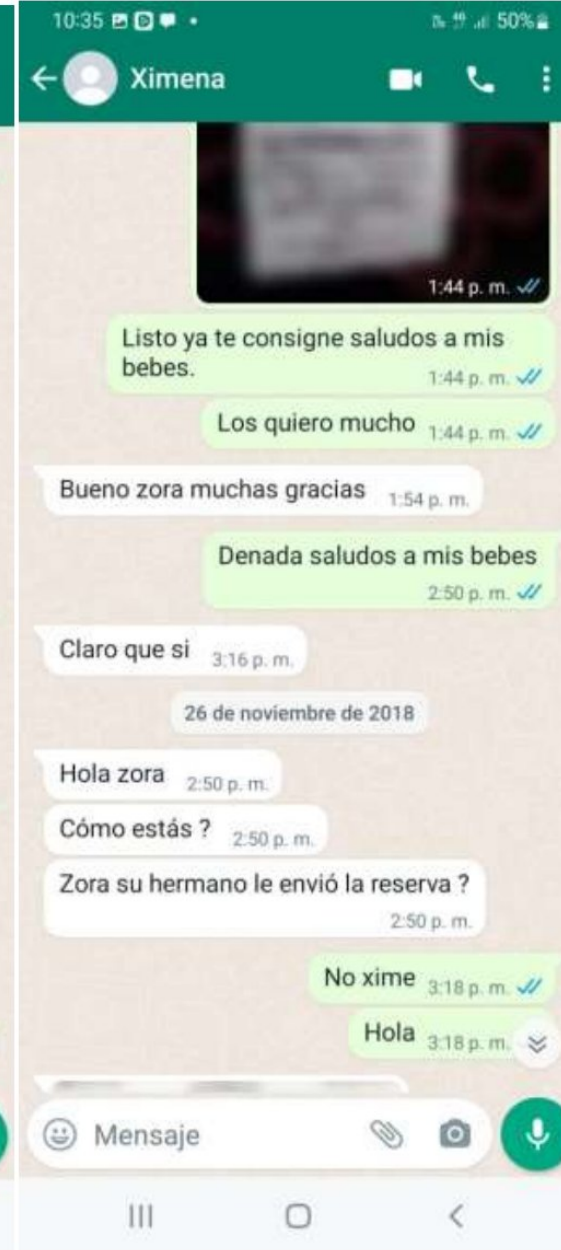 10:35
50%
Ximena
1:44 p. m.
Listo ya te consigne saludos a mis
bebes.
1:44 p. m.
Los quiero mucho 1:44 p. m.
Bueno zora muchas gracias 1:54 p. m.
Denada saludos a mis bebes
2:50 p. m.
Claro que si 3:16 p. m.
26 de noviembre de 2018
Hola zora 2:50 p. m.
Cómo estás ? 2:50 p. m.
Zora su hermano le envió la reserva ?
2:50 p. m.
No xime 3:18 p. m.
Hola 3:18 p. m.
Mensaje